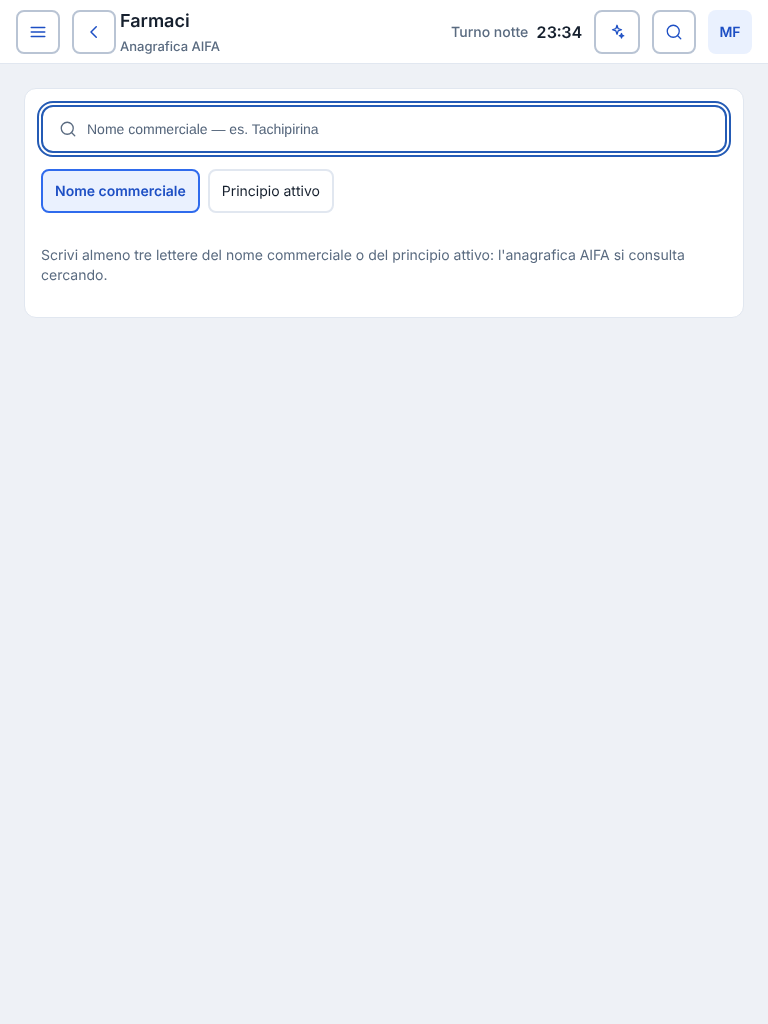 Farmaci
Anagrafica AIFA
Turno notte 23:34
MF
Nome commerciale — es. Tachipirina
Nome commerciale
Principio attivo
Scrivi almeno tre lettere del nome commerciale o del principio attivo: l'anagrafica AIFA si consulta
cercando.